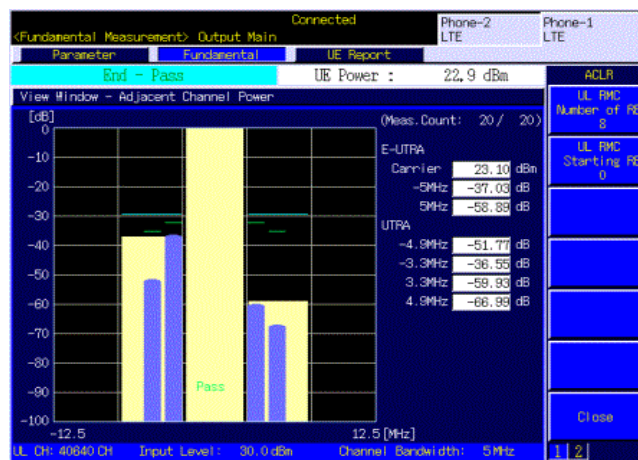 Connected
<Fundamental Measurement> Output Main
Phone-2
LTE
Phone-1
LTE
Parameter
Fundamental
UE Report
End - Pass
UE Power :
22.9 dBm
ACLR
View Window - Adjacent Channel Power
UL RMC
Number of RB
8
UL RMC
Starting RB
0
[dB]
(Meas.Count: 20/ 20)
0
-10
-20
-30
-40
-50
-60
-70
-80
-90
-100
E-UTRA
Carrier 23.10 dBm
-5MHz -37.03 dB
5MHz -58.89 dB
UTRA
-4.9MHz -51.77 dB
-3.3MHz -36.55 dB
3.3MHz -59.93 dB
4.9MHz -66.99 dB
Pass
-12.5
12.5[MHz]
Close
UL CH: 40640 CH Input Level: 30.0 dBm Channel Bandwidth: 5 MHz
1 2